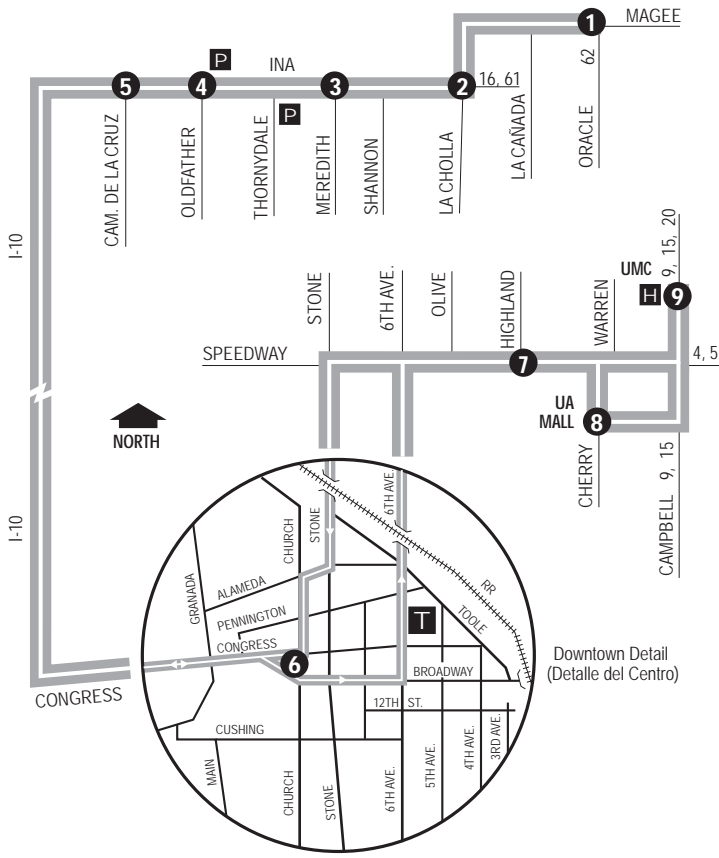 1
MAGEE
62
P
INA
5
4
3
2
16, 61
P
CAM. DE LA CRUZ
OLDFATHER
THORNYDALE
MEREDITH
SHANNON
LA CHOLLA
LA CAÑADA
ORACLE
I-10
9, 15, 20
UMC
H
9
STONE
6TH AVE.
OLIVE
HIGHLAND
WARREN
SPEEDWAY
7
4, 5
UA
MALL
8
CHERRY
CAMPBELL 9, 15
NORTH
I-10
CHURCH
STONE
6TH AVE.
RR
GRANADA
ALAMEDA
PENNINGTON
T
TOOLE
CONGRESS
6
BROADWAY
Downtown Detail
(Detalle del Centro)
CONGRESS
12TH ST.
CUSHING
MAIN
CHURCH
STONE
6TH AVE.
5TH AVE.
4TH AVE.
3RD AVE.